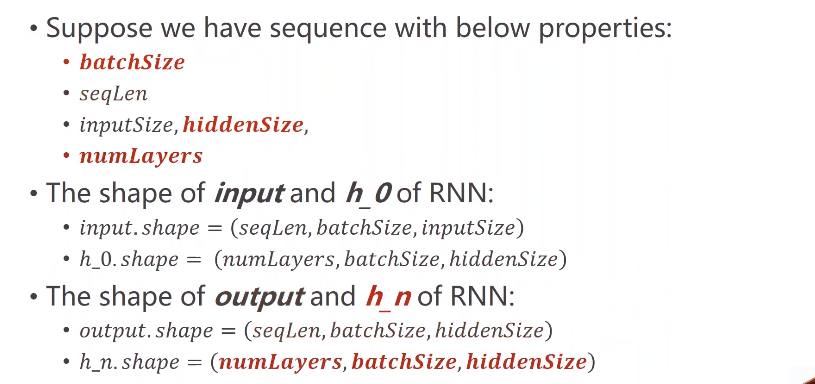 • Suppose we have sequence with below properties:
• batchSize
• seqLen
• inputSize, hiddenSize,
• numLayers
• The shape of input and h_0 of RNN:
• input.shape = (seqLen, batchSize, inputSize)
• h_0.shape = (numLayers, batchSize, hiddenSize)
• The shape of output and h_n of RNN:
• output.shape = (seqLen, batchSize, hiddenSize)
• h_n.shape = (numLayers, batchSize, hiddenSize)